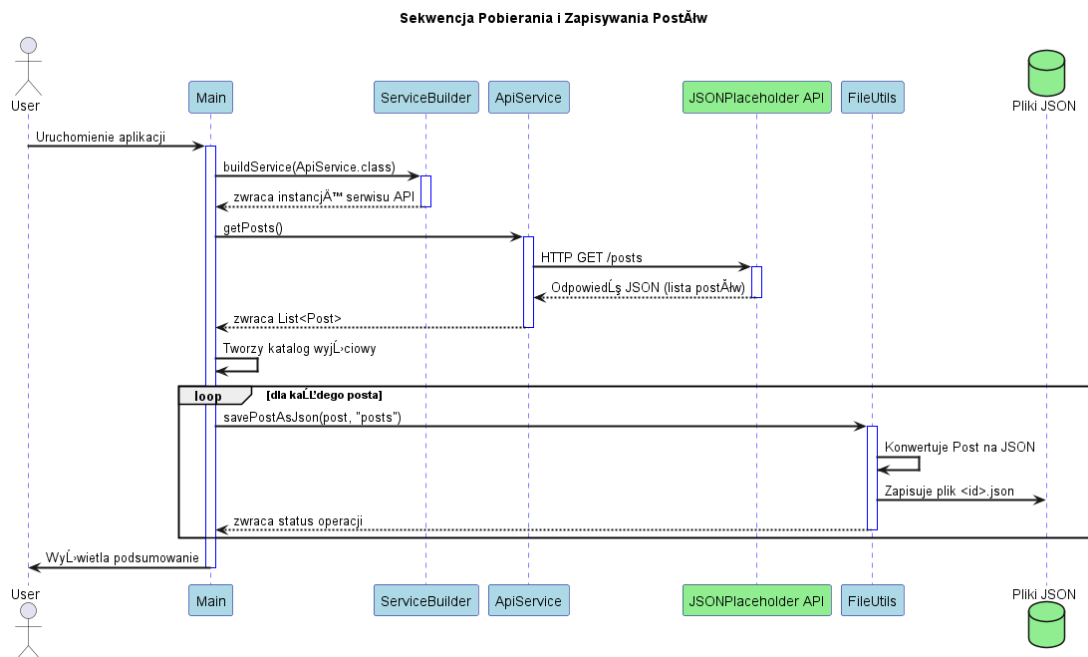 Sekwencja Pobierania i Zapisywania PostĂłw
User
Main
ServiceBuilder
ApiService
JSONPlaceholder API
FileUtils
Pliki JSON
Uruchomienie aplikacji
buildService(ApiService.class)
zwraca instancjÄ™ serwisu API
getPosts()
HTTP GET /posts
OdpowiedĹş JSON (lista postĂłw)
zwraca List<Post>
Tworzy katalog wyjĹ›ciowy
loop
[dla kaĹĽdego posta]
savePostAsJson(post, "posts")
Konwertuje Post na JSON
Zapisuje plik <id>.json
zwraca status operacji
WyĹ›wietla podsumowanie
User
Main
ServiceBuilder
ApiService
JSONPlaceholder API
FileUtils
Pliki JSON